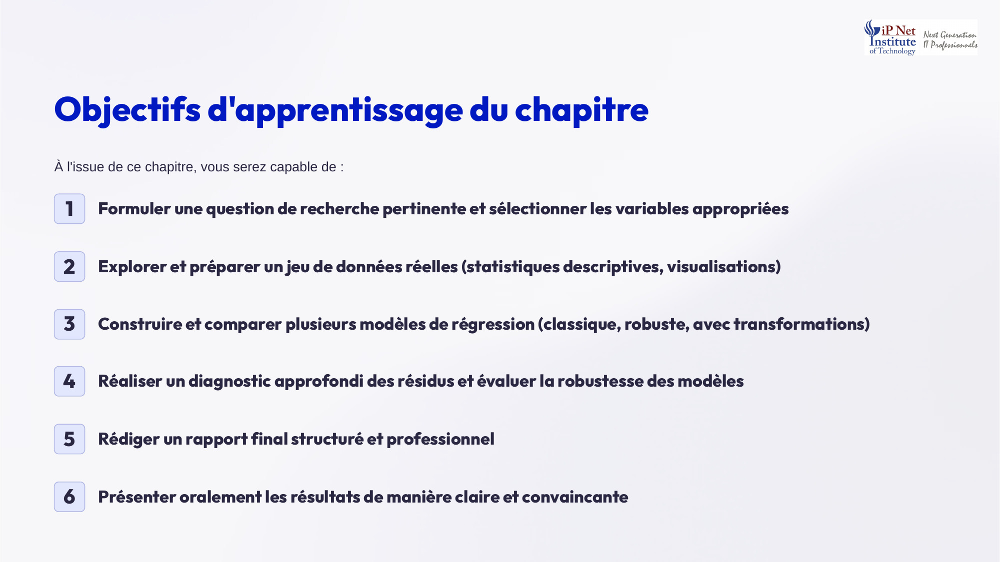 iP Net
Institute
of Technology
Next Generation
IT Professionnels
Objectifs d'apprentissage du chapitre
À l'issue de ce chapitre, vous serez capable de :
1 Formuler une question de recherche pertinente et sélectionner les variables appropriées
2 Explorer et préparer un jeu de données réelles (statistiques descriptives, visualisations)
3 Construire et comparer plusieurs modèles de régression (classique, robuste, avec transformations)
4 Réaliser un diagnostic approfondi des résidus et évaluer la robustesse des modèles
5 Rédiger un rapport final structuré et professionnel
6 Présenter oralement les résultats de manière claire et convaincante